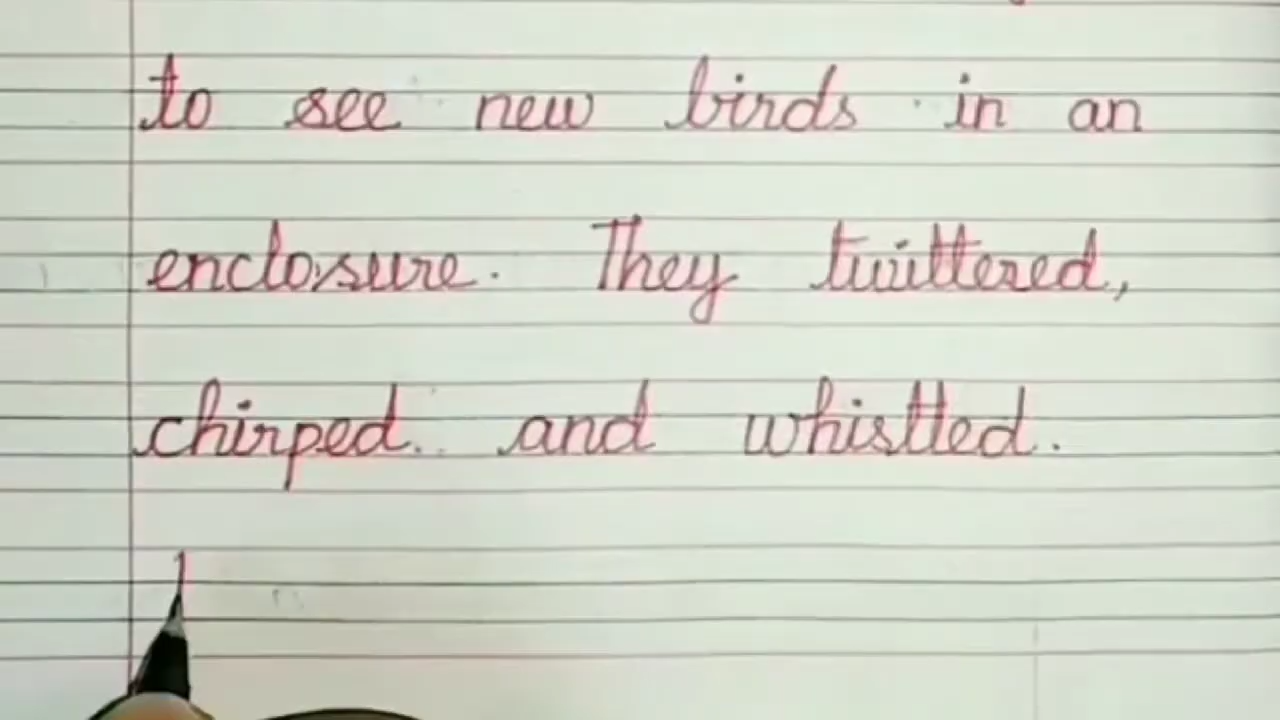 to see new birds in an
enclosure. They twittered,
chirped. and whistled.